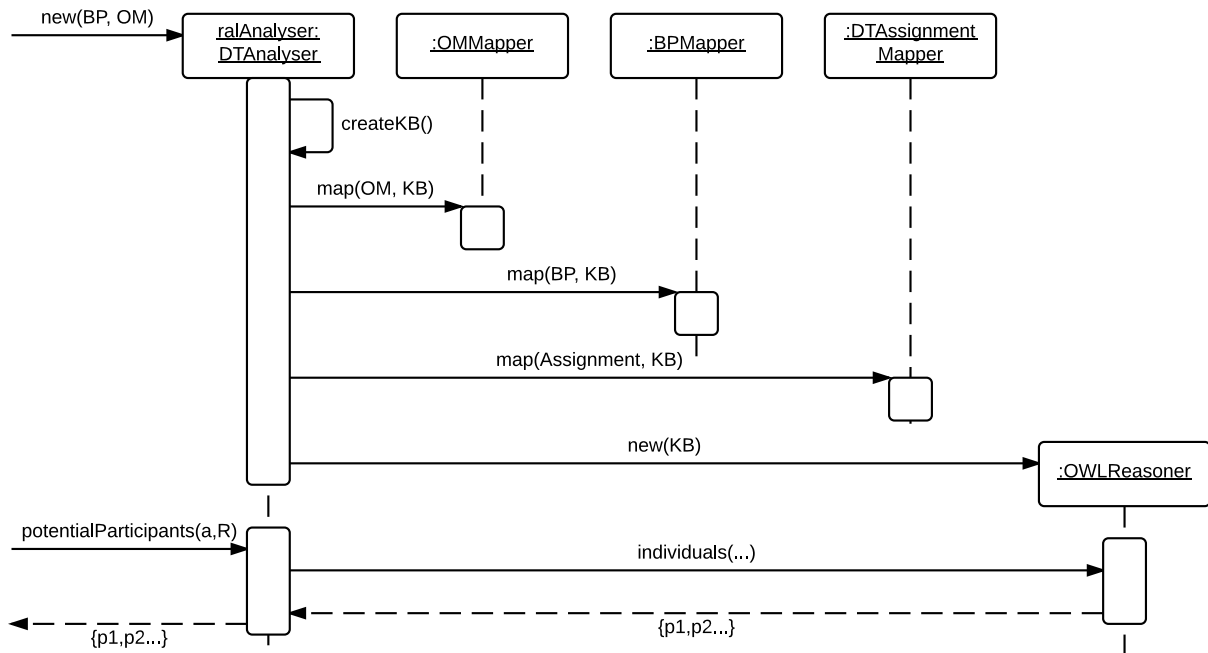 new(BP, OM)
ralAnalyser:
DTAnalyser
:OMMapper
:BPMapper
:DTAssignment
Mapper
createKB()
map(OM, KB)
map(BP, KB)
map(Assignment, KB)
new(KB)
:OWLReasoner
potentialParticipants(a,R)
individuals(...)
{p1,p2...}
{p1,p2...}